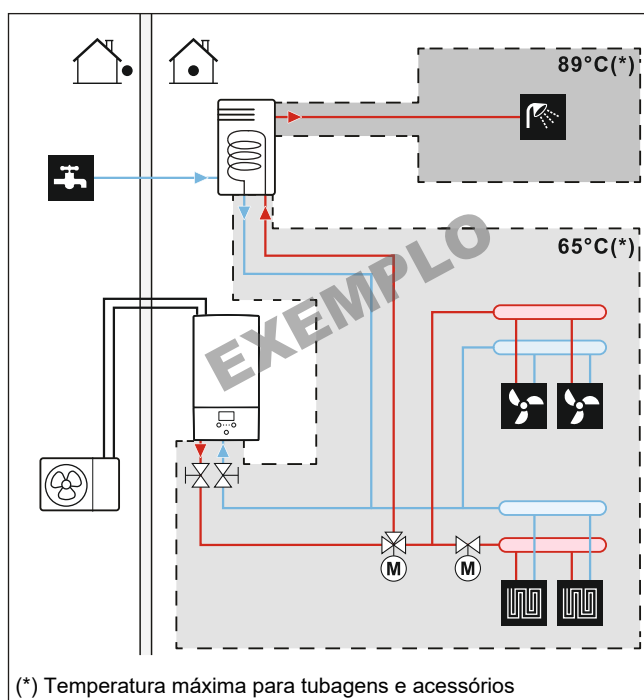 89°C(*)
65°C(*)
EXEMPLO
M
M
(*) Temperatura máxima para tubagens e acessórios